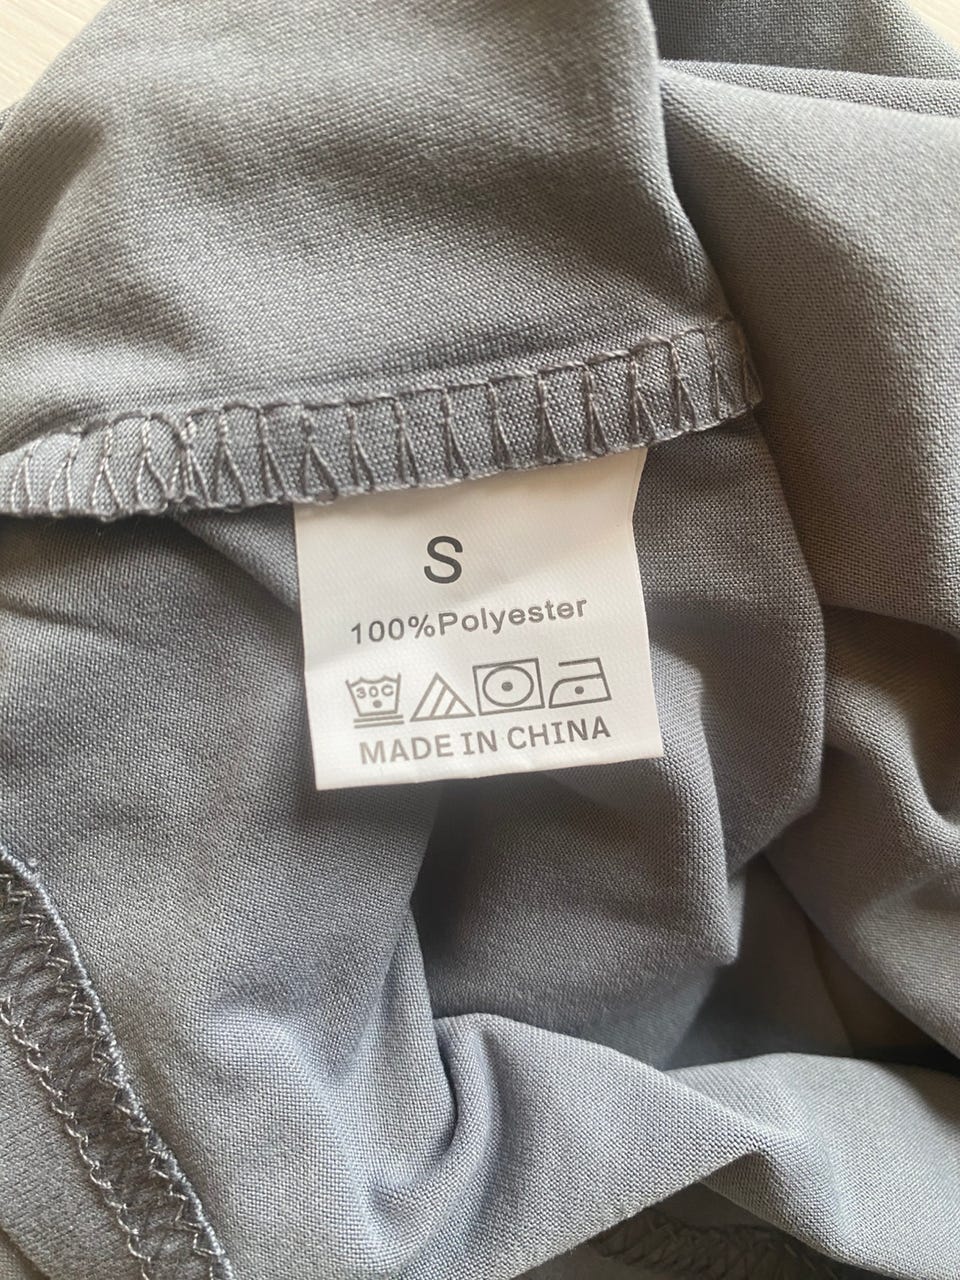 S
100%Polyester
30C
MADE IN CHINA